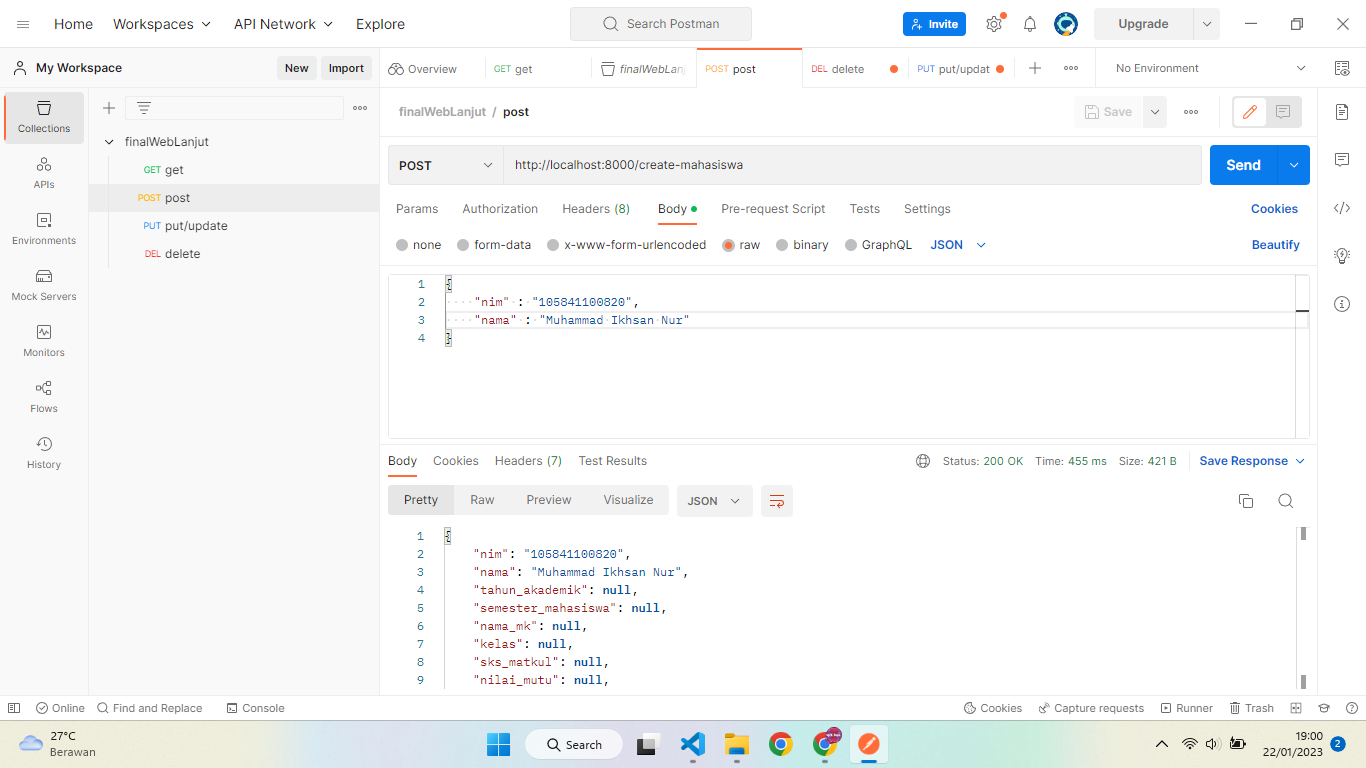 Home Workspaces API Network Explore Search Postman Invite Upgrade
My Workspace New Import Overview GET get finalWebLanj POST post DEL delete PUT put/updat No Environment
Collections
APIs
Environments
Mock Servers
Monitors
Flows
History
finalWebLanjut
GET get
POST post
PUT put/update
DEL delete
finalWebLanjut / post Save
POST http://localhost:8000/create-mahasiswa Send
Params Authorization Headers (8) Body Pre-request Script Tests Settings Cookies
none form-data x-www-form-urlencoded raw binary GraphQL JSON Beautify
1 {
2 "nim" : "105841100820",
3 "nama" : "Muhammad Ikhsan Nur"
4 }
Body Cookies Headers (7) Test Results Status: 200 OK Time: 455 ms Size: 421 B Save Response
Pretty Raw Preview Visualize JSON
1 {
2 "nim": "105841100820",
3 "nama": "Muhammad Ikhsan Nur",
4 "tahun_akademik": null,
5 "semester_mahasiswa": null,
6 "nama_mk": null,
7 "kelas": null,
8 "sks_matkul": null,
9 "nilai_mutu": null,
Online Find and Replace Console Cookies Capture requests Runner Trash
27°C
Berawan
Search
19:00
22/01/2023
2